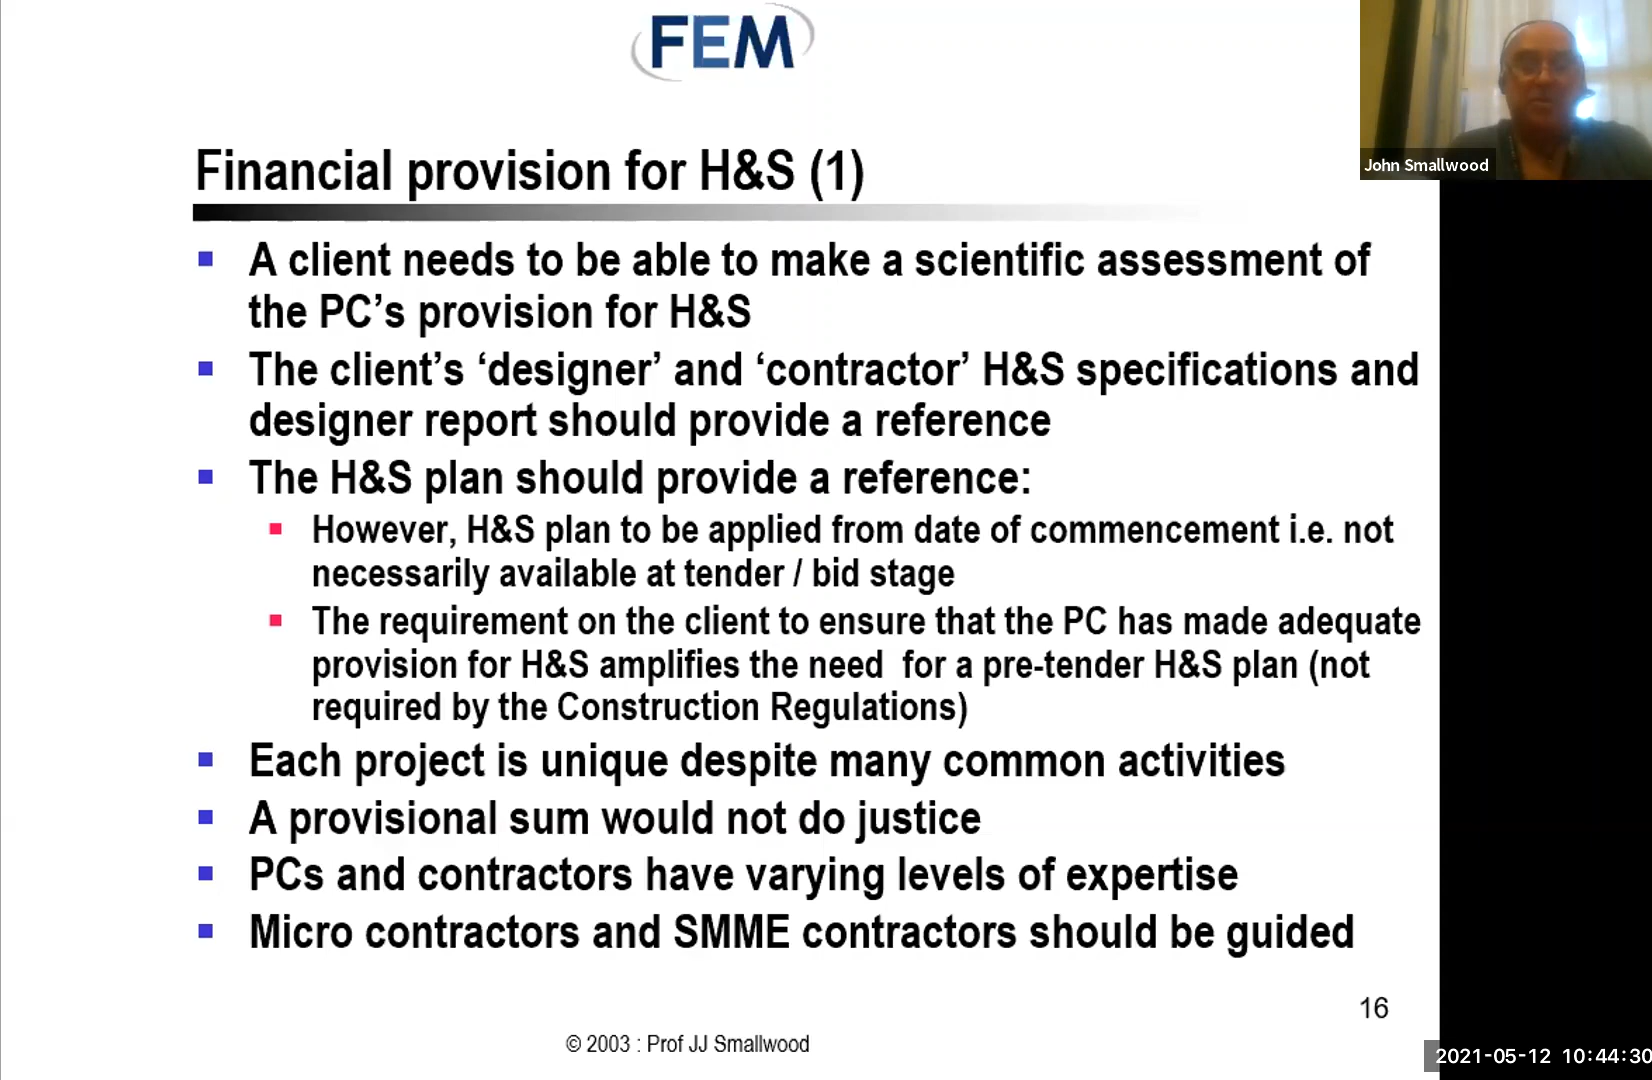 FEM
John Smallwood
Financial provision for H&S (1)
A client needs to be able to make a scientific assessment of
the PC’s provision for H&S
The client’s ‘designer’ and ‘contractor’ H&S specifications and
designer report should provide a reference
The H&S plan should provide a reference:
However, H&S plan to be applied from date of commencement i.e. not
necessarily available at tender / bid stage
The requirement on the client to ensure that the PC has made adequate
provision for H&S amplifies the need for a pre-tender H&S plan (not
required by the Construction Regulations)
Each project is unique despite many common activities
A provisional sum would not do justice
PCs and contractors have varying levels of expertise
Micro contractors and SMME contractors should be guided
16
© 2003 : Prof JJ Smallwood
2021-05-12 10:44:30